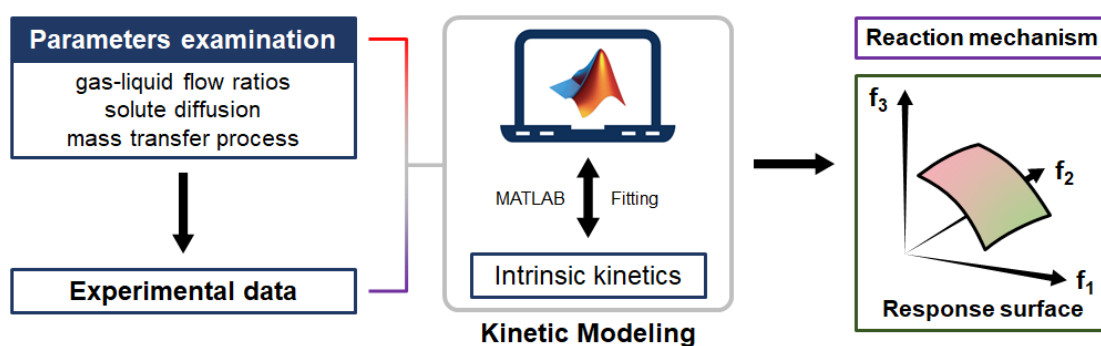 Parameters examination
gas-liquid flow ratios
solute diffusion
mass transfer process
Experimental data
MATLAB Fitting
Intrinsic kinetics
Kinetic Modeling
Reaction mechanism
f3
f2
f1
Response surface